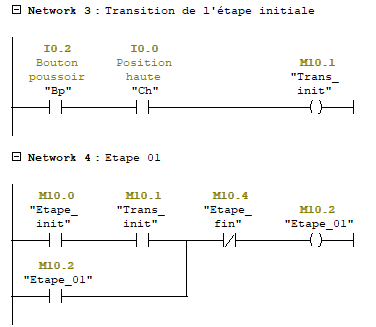 Network 3 : Transition de l'étape initiale
I0.2 I0.0
Bouton Position M10.1
poussoir haute "Trans_
"Bp" "Ch" init"
Network 4 : Etape 01
M10.0 M10.1 M10.4 M10.2
"Etape_ "Trans_ "Etape_ "Etape_01"
init" init" fin"
M10.2
"Etape_01"